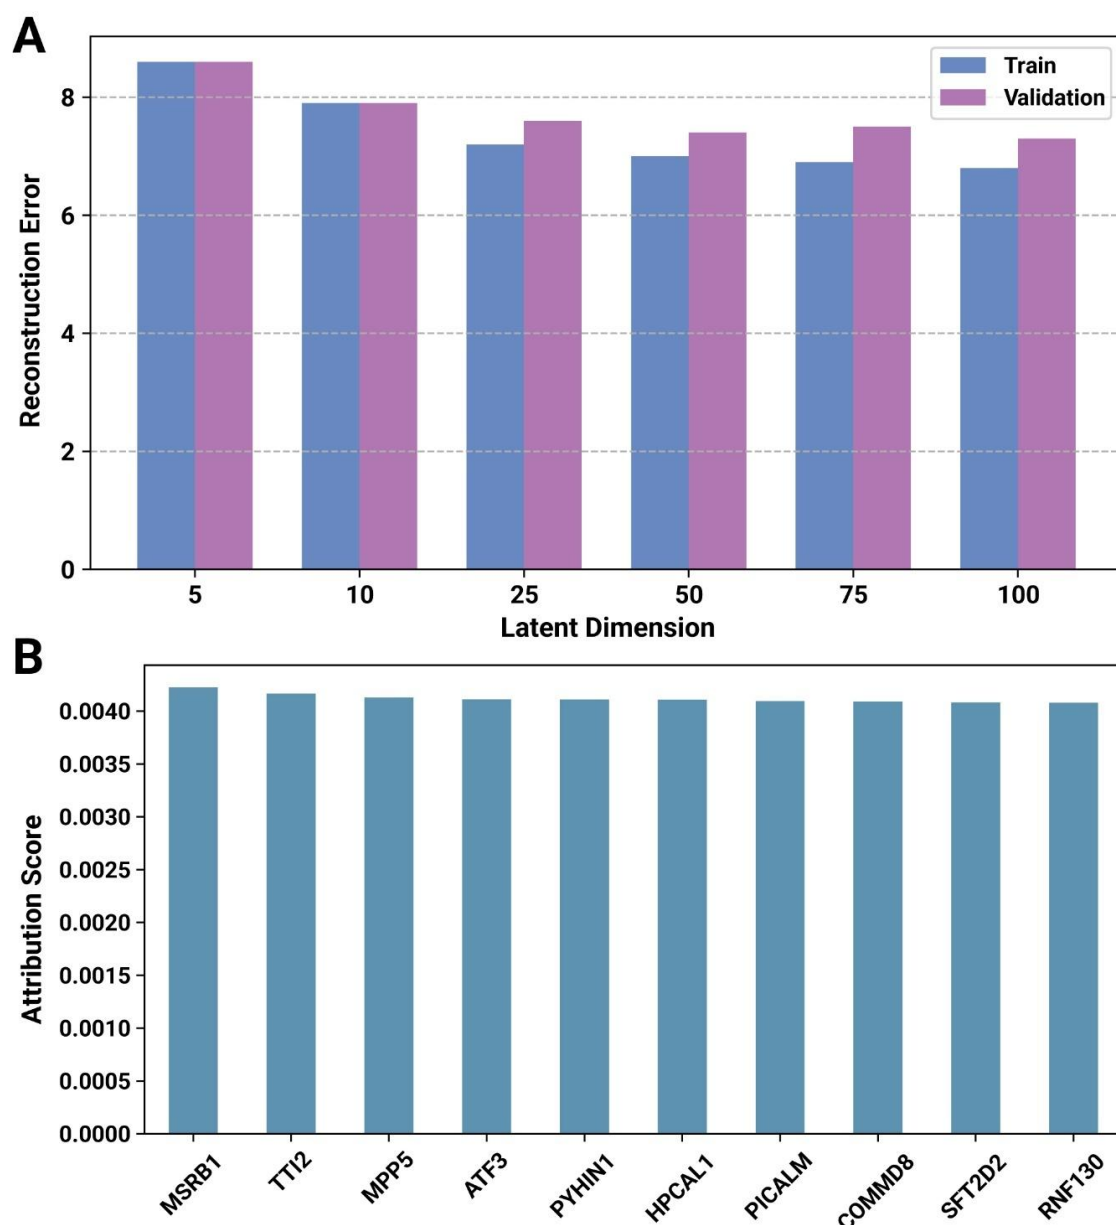 A
Train
Validation
Reconstruction Error
8
6
4
2
0
5 10 25 50 75 100
Latent Dimension
B
Attribution Score
0.0040
0.0035
0.0030
0.0025
0.0020
0.0015
0.0010
0.0005
0.0000
MSRB1 TTI2 MPP5 ATF3 PYHIN1 HPCAL1 PICALM COMMD8 SFT2D2 RNF130